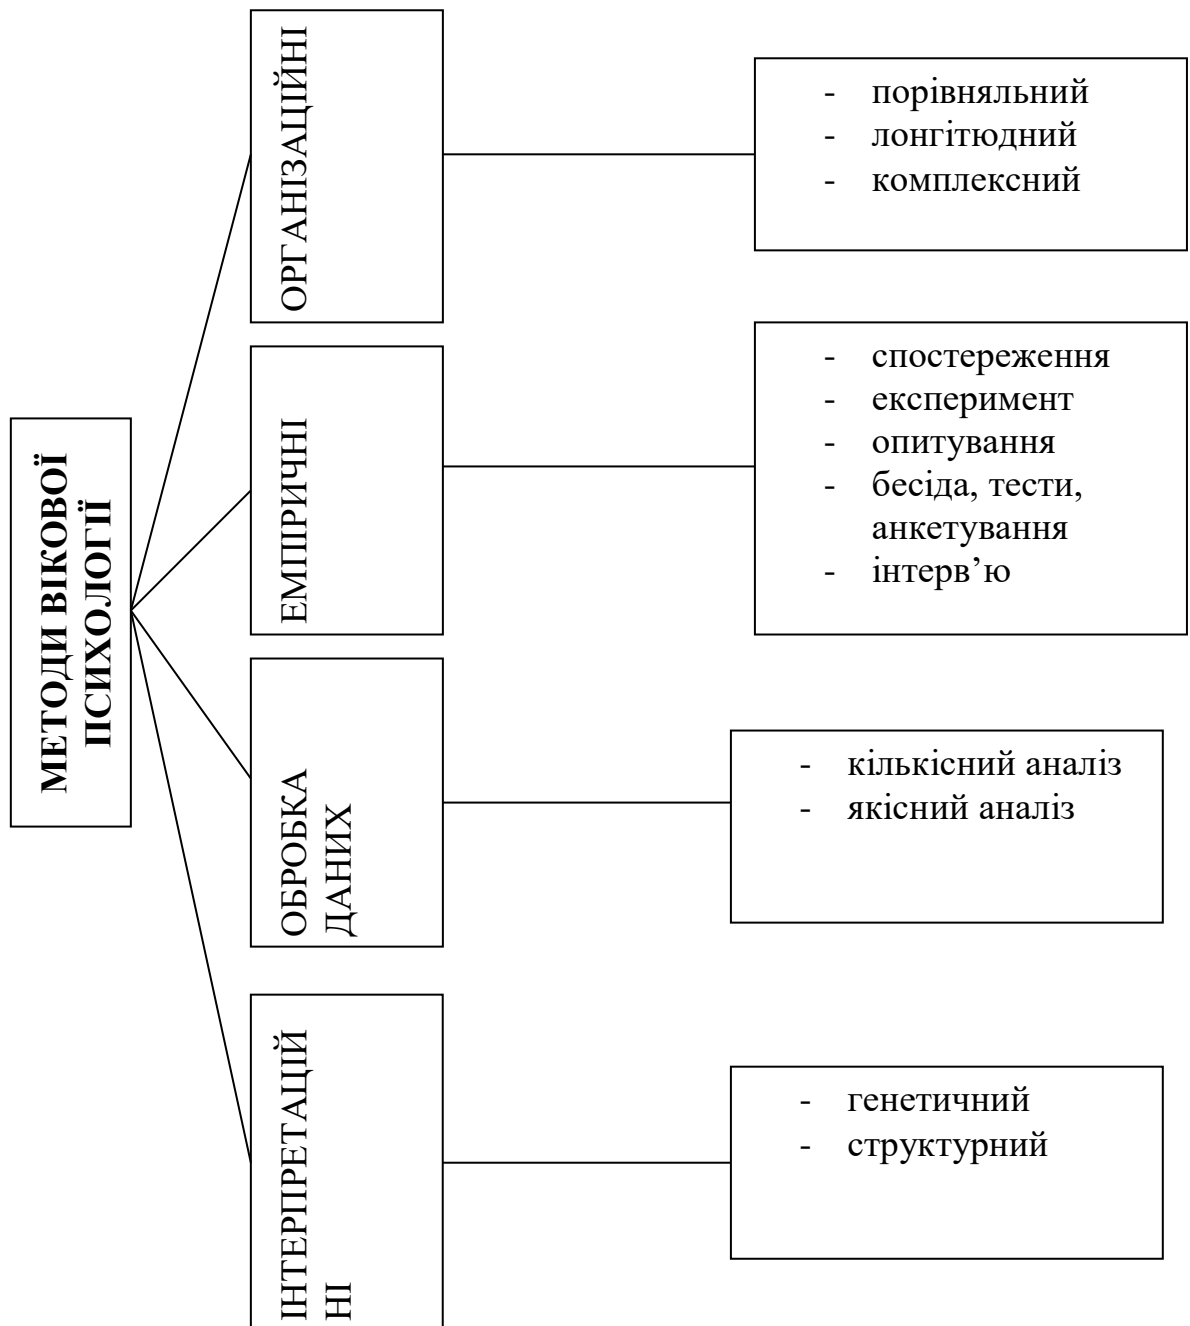 МЕТОДИ ВІКОВОЇ
ПСИХОЛОГІЇ
ОРГАНІЗАЦІЙНІ
- порівняльний
- лонгітюдний
- комплексний
ЕМПІРИЧНІ
- спостереження
- експеримент
- опитування
- бесіда, тести,
анкетування
- інтерв’ю
ОБРОБКА
ДАНИХ
- кількісний аналіз
- якісний аналіз
ІНТЕРПРЕТАЦІЙ
НІ
- генетичний
- структурний